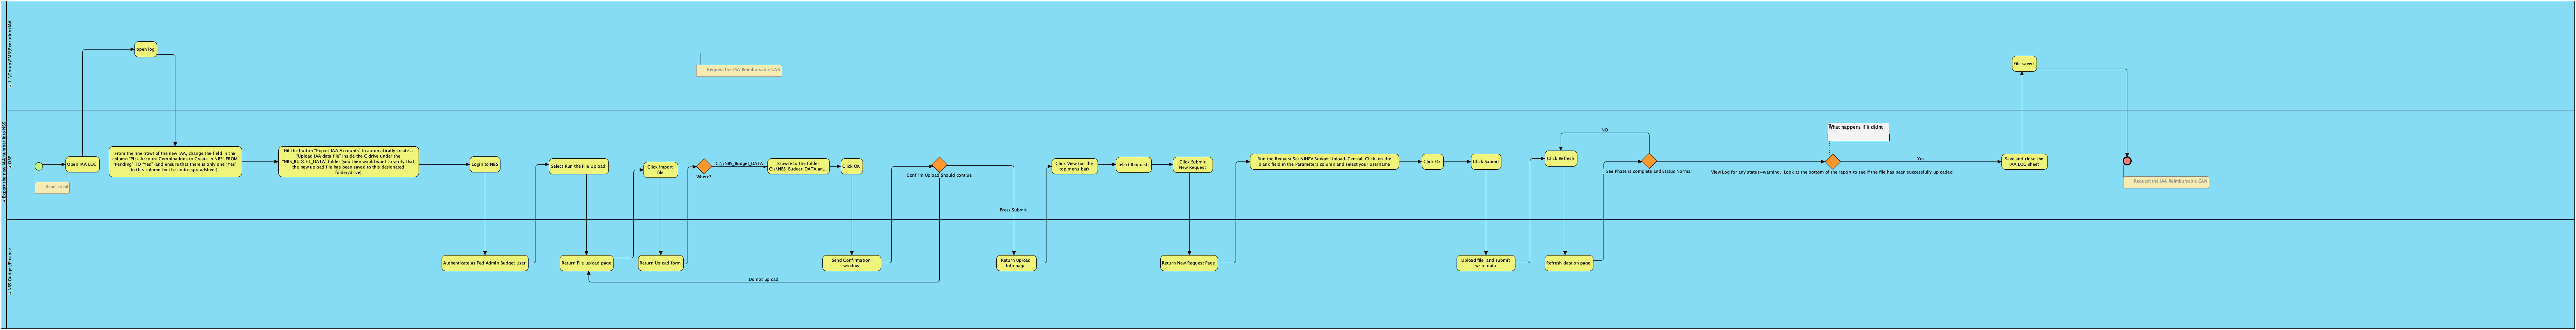 Export the new IAA number into NBS
open log
Request the IAA Reimbursable CAN
File saved
OBF
Read Email
Open IAA LOG
From the line (row) of the new IAA, change the field in the
column "Pick Account Combinations to Create in NBS" FROM
"Pending" TO "Yes" (and ensure that there is only one "Yes"
in this column for the entire spreadsheet).
Hit the button "Export IAA Accounts" to automatically create a
"Upload IAA data file" inside the C drive under the
"NBS_BUDGET_DATA" folder (you then would want to verify that
the new upload file has been saved to this designated
folder/drive)
Login to NBS
Select Run the File Upload
Click Import
file
Where?
C:\\NBS_Budget_DATA
Browse to the folder
C:\\NBS_Budget_DATA an...
Click OK
Confirm Upload Should contiue
Press Submit
Click View (on the
top menu bar)
select Request,
Click Submit
New Request
Run the Request Set NIHFV Budget Upload-Central, Click-on the
blank field in the Parameters column and select your username
Click Ok
Click Submit
Click Refresh
NO
See Phase is complete and Status Normal
What happens if it didnt
View Log for any status=warning. Look at the bottom of the report to see if the file has been successfully uploaded.
Yes
Save and close the
IAA LOG sheet
Request the IAA Reimbursable CAN
NBS Budget/Finance
Authenticate as Fed Admin Budget User
Return File upload page
Return Upload form
Do not upload
Send Confirmation
window
Return Upload
Info page
Return New Request Page
Upload file and submit
write data
Refresh data on page